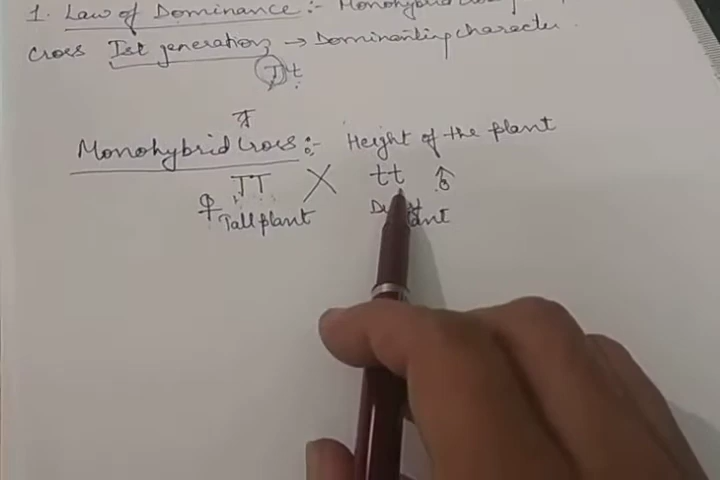 1. Law of Dominance :- Monohybrid
Cross Ist generation → Dominanting character
Tt
Monohybrid Cross :- Height of the plant
TT X tt
♀ Tall plant ♂